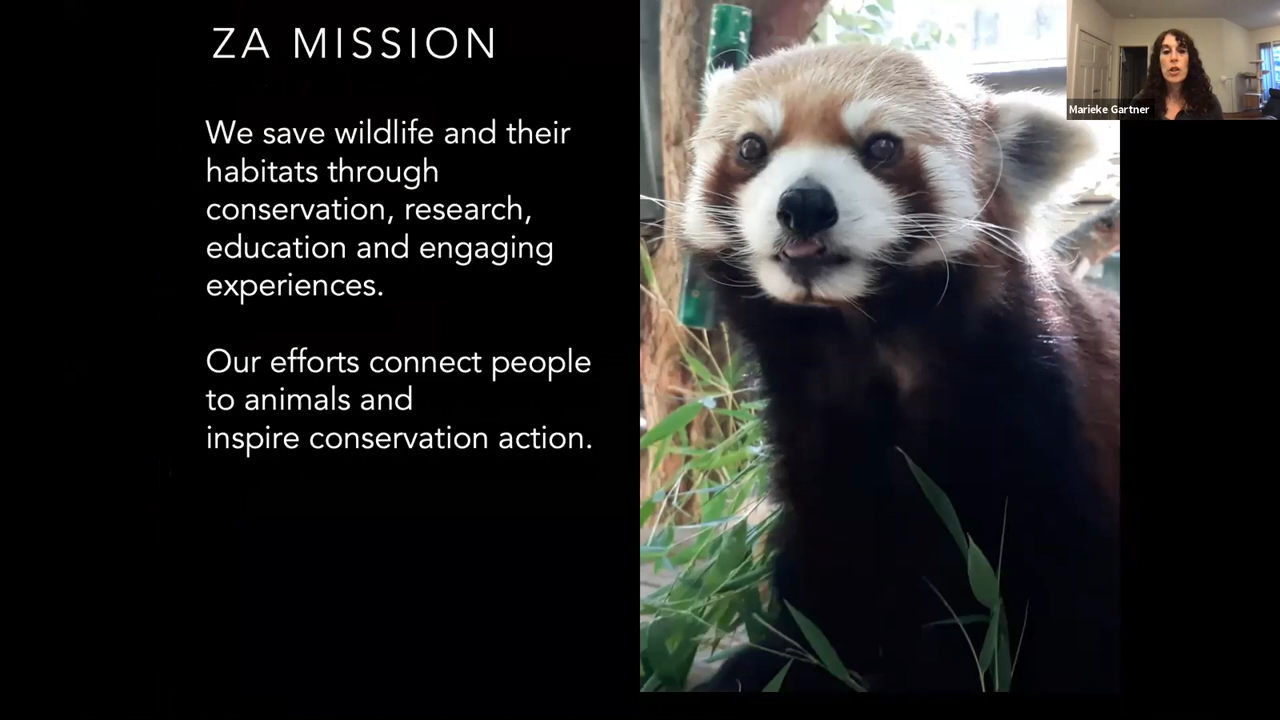 ZA MISSION
We save wildlife and their
habitats through
conservation, research,
education and engaging
experiences.
Our efforts connect people
to animals and
inspire conservation action.
Marieke Gartner